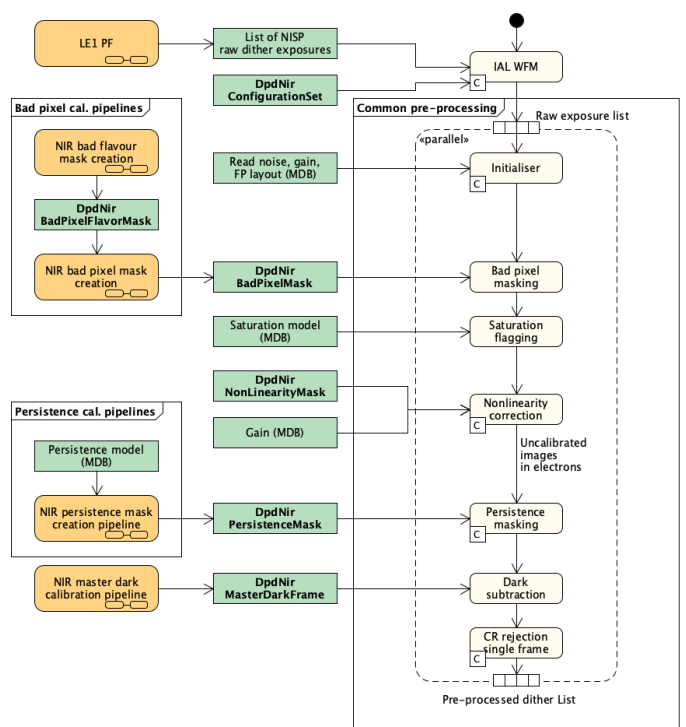 LE1 PF
List of NISP
raw dither exposures
IAL WFM
C
DpdNir
ConfigurationSet
Bad pixel cal. pipelines
Common pre-processing
Raw exposure list
«parallel»
NIR bad flavour
mask creation
Read noise, gain,
FP layout (MDB)
Initialiser
C
DpdNir
BadPixelFlavorMask
NIR bad pixel mask
creation
DpdNir
BadPixelMask
Bad pixel
masking
Saturation model
(MDB)
Saturation
flagging
DpdNir
NonLinearityMask
Nonlinearity
correction
C
Persistence cal. pipelines
Gain (MDB)
Uncalibrated
images
in electrons
Persistence model
(MDB)
NIR persistence mask
creation pipeline
DpdNir
PersistenceMask
Persistence
masking
C
NIR master dark
calibration pipeline
DpdNir
MasterDarkFrame
Dark
subtraction
CR rejection
single frame
C
Pre-processed dither List